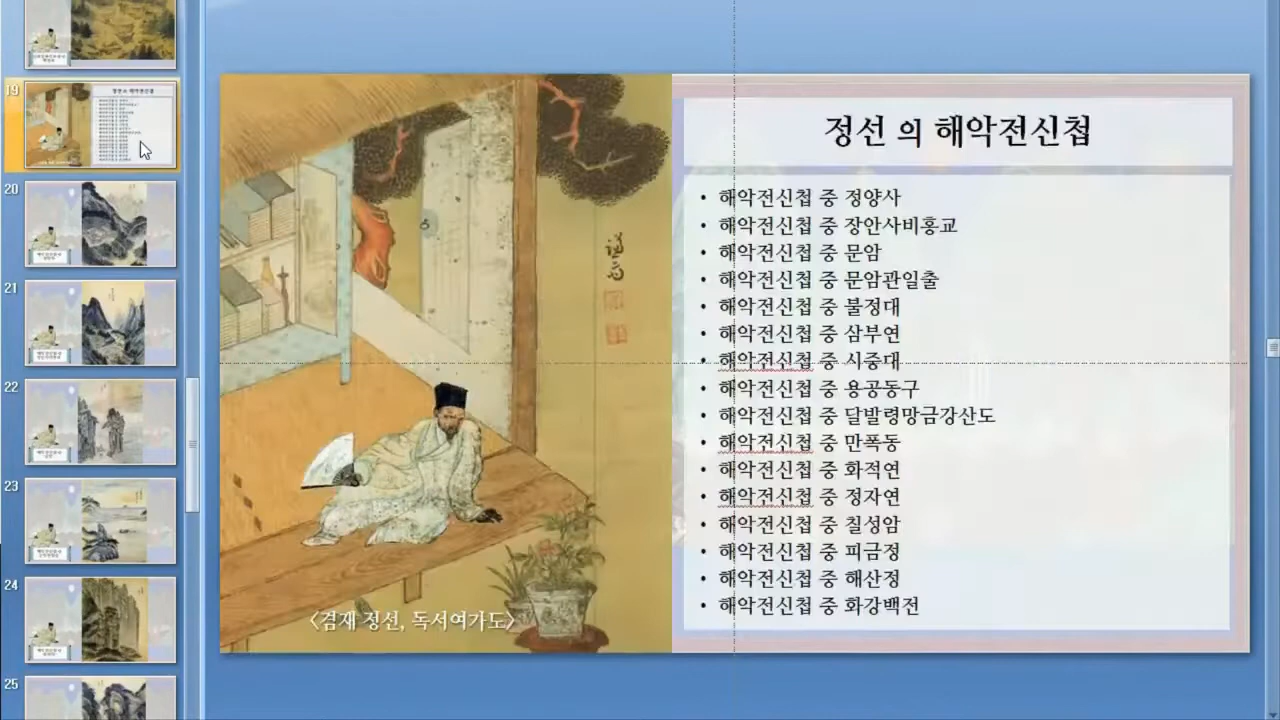 19
20
21
22
23
24
25
정선 의 해악전신첩
• 해악전신첩 중 정양사
• 해악전신첩 중 장안사비홍교
• 해악전신첩 중 문암
• 해악전신첩 중 문암관일출
• 해악전신첩 중 불정대
• 해악전신첩 중 삼부연
• 해악전신첩 중 시중대
• 해악전신첩 중 용공동구
• 해악전신첩 중 달발령망금강산도
• 해악전신첩 중 만폭동
• 해악전신첩 중 화적연
• 해악전신첩 중 정자연
• 해악전신첩 중 칠성암
• 해악전신첩 중 피금정
• 해악전신첩 중 해산정
• 해악전신첩 중 화강백전
〈겸재 정선, 독서여가도〉